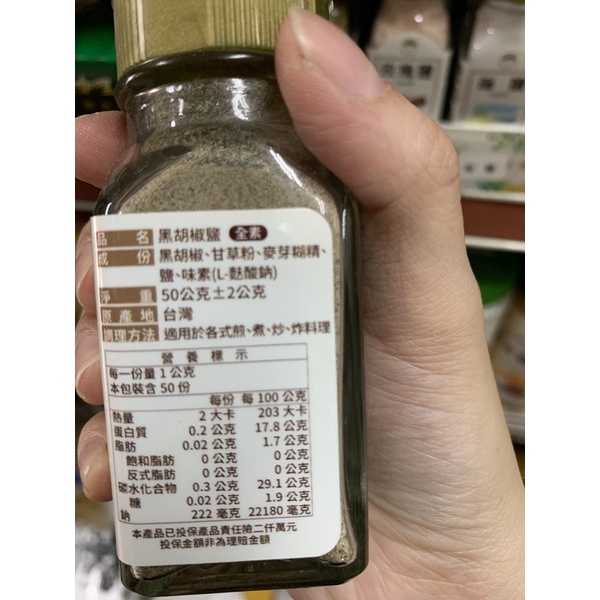 品名 黑胡椒鹽 全素
成份 黑胡椒、甘草粉、麥芽糊精、
鹽、味素(L-麩酸鈉)
淨重 50公克±2公克
原產地 台灣
調理方法 適用於各式煎、煮、炒、炸料理
營養標示
每一份量 1 公克
本包裝含 50 份
每份 每 100 公克
熱量 2 大卡 203 大卡
蛋白質 0.2 公克 17.8 公克
脂肪 0.02 公克 1.7 公克
飽和脂肪 0 公克 0 公克
反式脂肪 0 公克 0 公克
碳水化合物 0.3 公克 29.1 公克
糖 0.02 公克 1.9 公克
鈉 222 毫克 22180 毫克
本產品已投保產品責任險二仟萬元
投保金額非為理賠金額